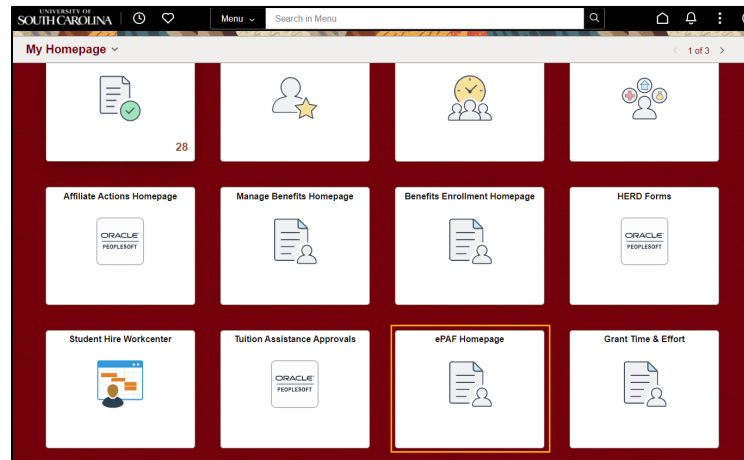 UNIVERSITY OF
SOUTH CAROLINA
Menu
Search in Menu
My Homepage
1 of 3
28
Affiliate Actions Homepage
Manage Benefits Homepage
Benefits Enrollment Homepage
HERD Forms
ORACLE
PEOPLESOFT
ORACLE
PEOPLESOFT
Student Hire Workcenter
Tuition Assistance Approvals
ePAF Homepage
Grant Time & Effort
ORACLE
PEOPLESOFT